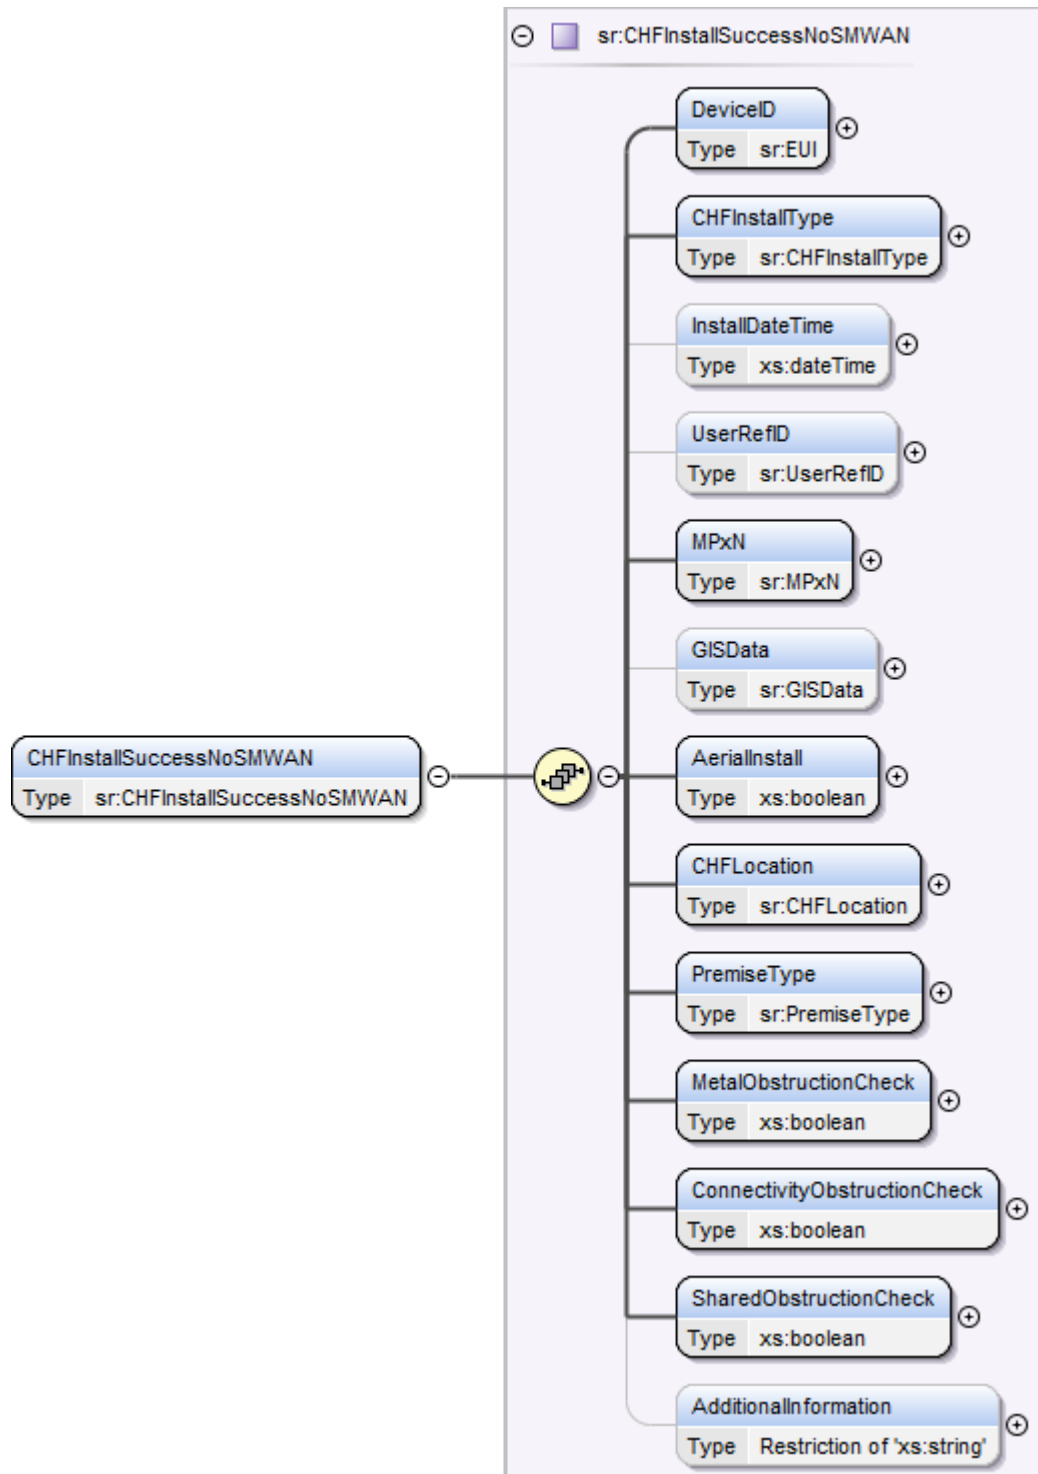 sr:CHFInstallSuccessNoSMWAN
DeviceID
Type sr:EUI
CHFInstallType
Type sr:CHFInstallType
InstallDateTime
Type xs:dateTime
UserRefID
Type sr:UserRefID
MPxN
Type sr:MPxN
GISData
Type sr:GISData
CHFInstallSuccessNoSMWAN
Type sr:CHFInstallSuccessNoSMWAN
AerialInstall
Type xs:boolean
CHFLocation
Type sr:CHFLocation
PremiseType
Type sr:PremiseType
MetalObstructionCheck
Type xs:boolean
ConnectivityObstructionCheck
Type xs:boolean
SharedObstructionCheck
Type xs:boolean
AdditionalInformation
Type Restriction of 'xs:string'